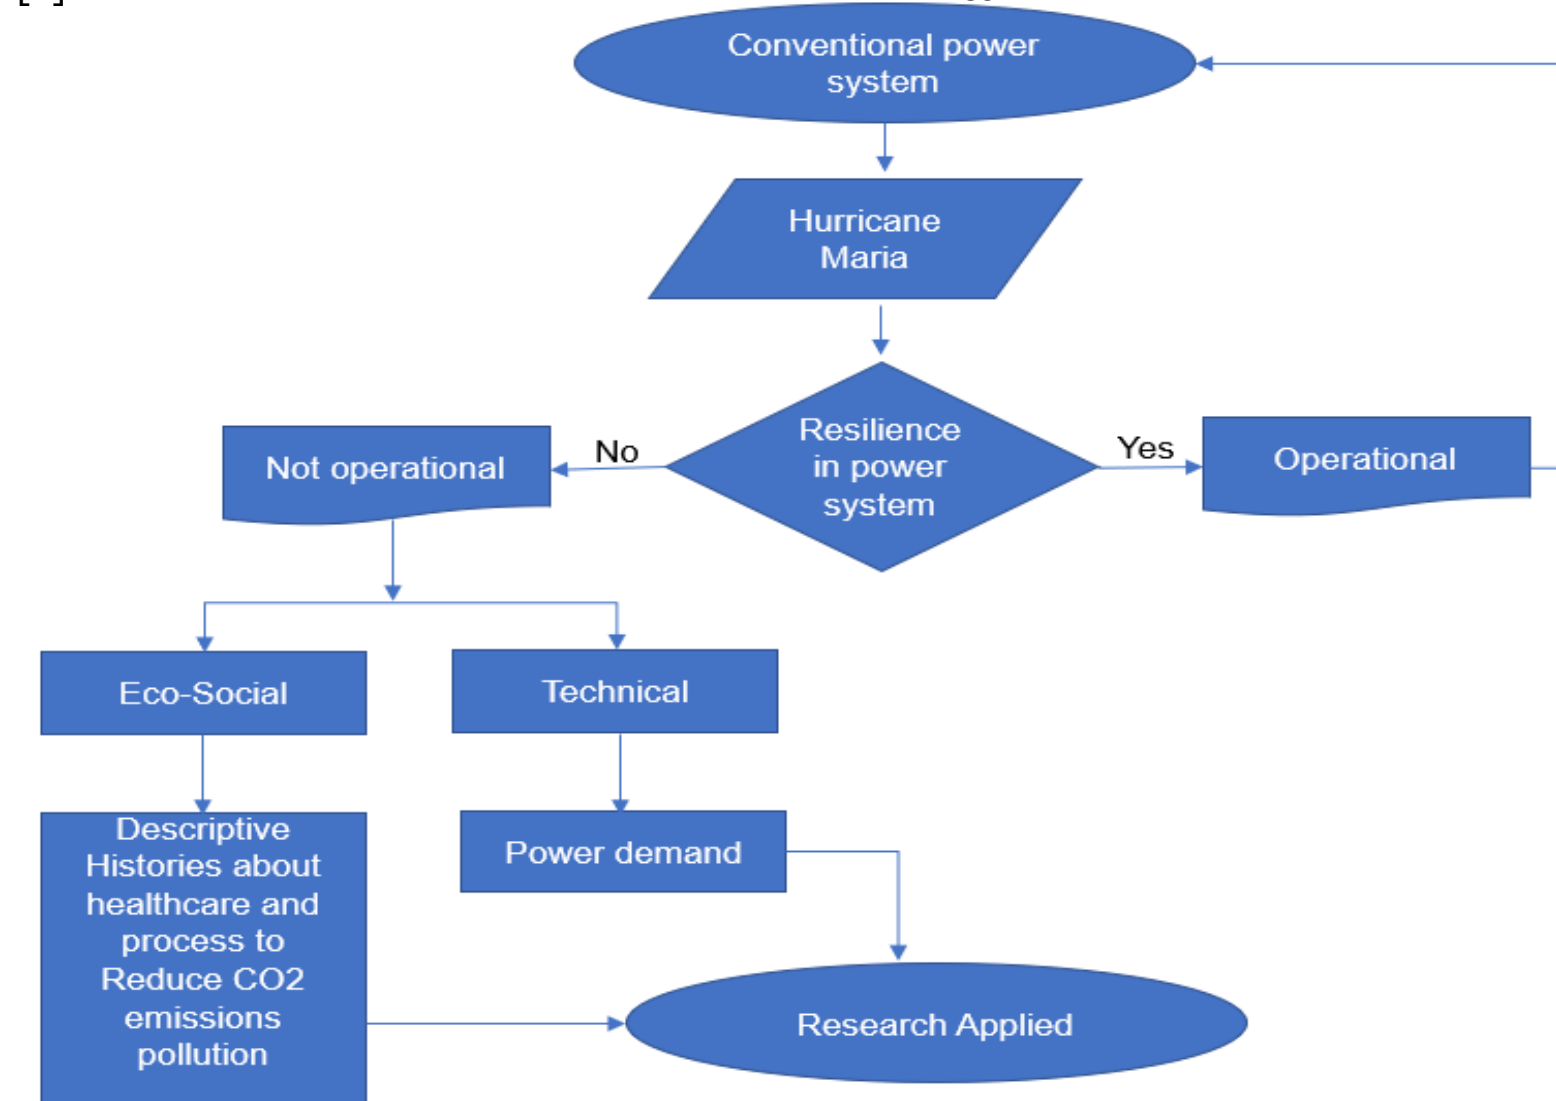 Conventional power
system
Hurricane
Maria
Resilience
in power
system
No
Yes
Not operational
Operational
Eco-Social
Technical
Descriptive
Histories about
healthcare and
process to
Reduce CO2
emissions
pollution
Power demand
Research Applied